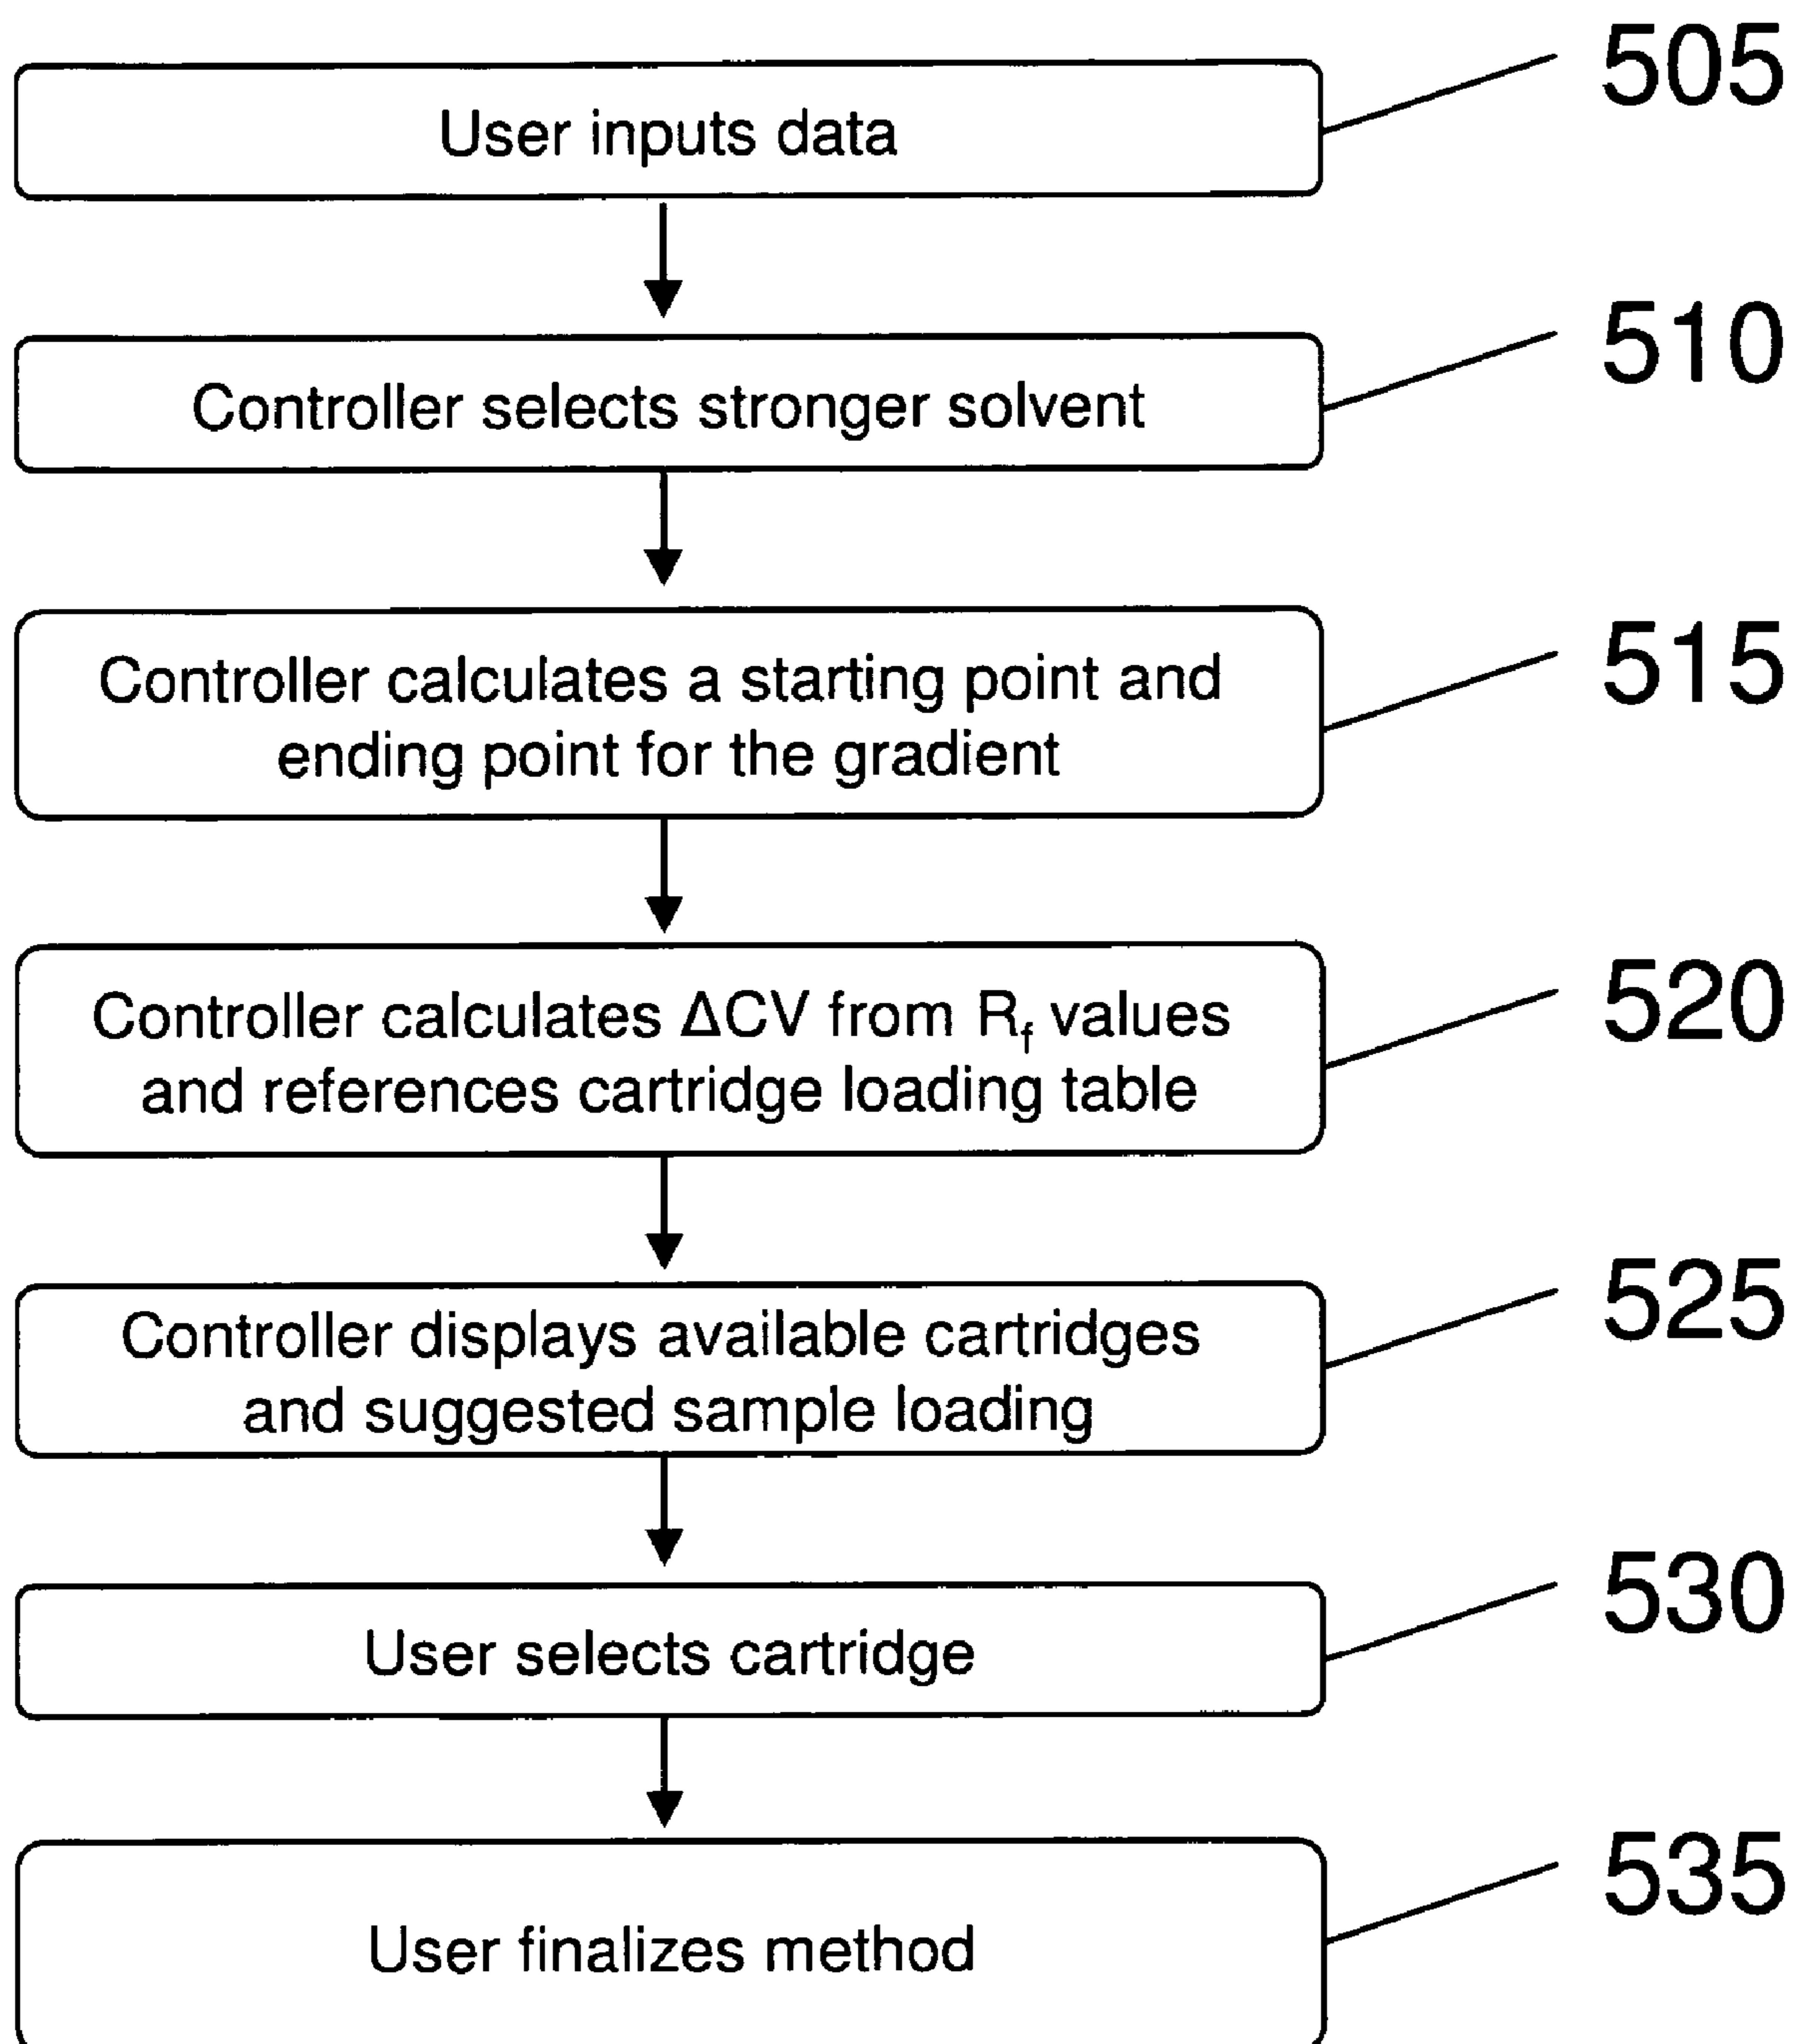 505
User inputs data
510
Controller selects stronger solvent
515
Controller calculates a starting point and
ending point for the gradient
520
Controller calculates ΔCV from Rf values
and references cartridge loading table
525
Controller displays available cartridges
and suggested sample loading
530
User selects cartridge
535
User finalizes method